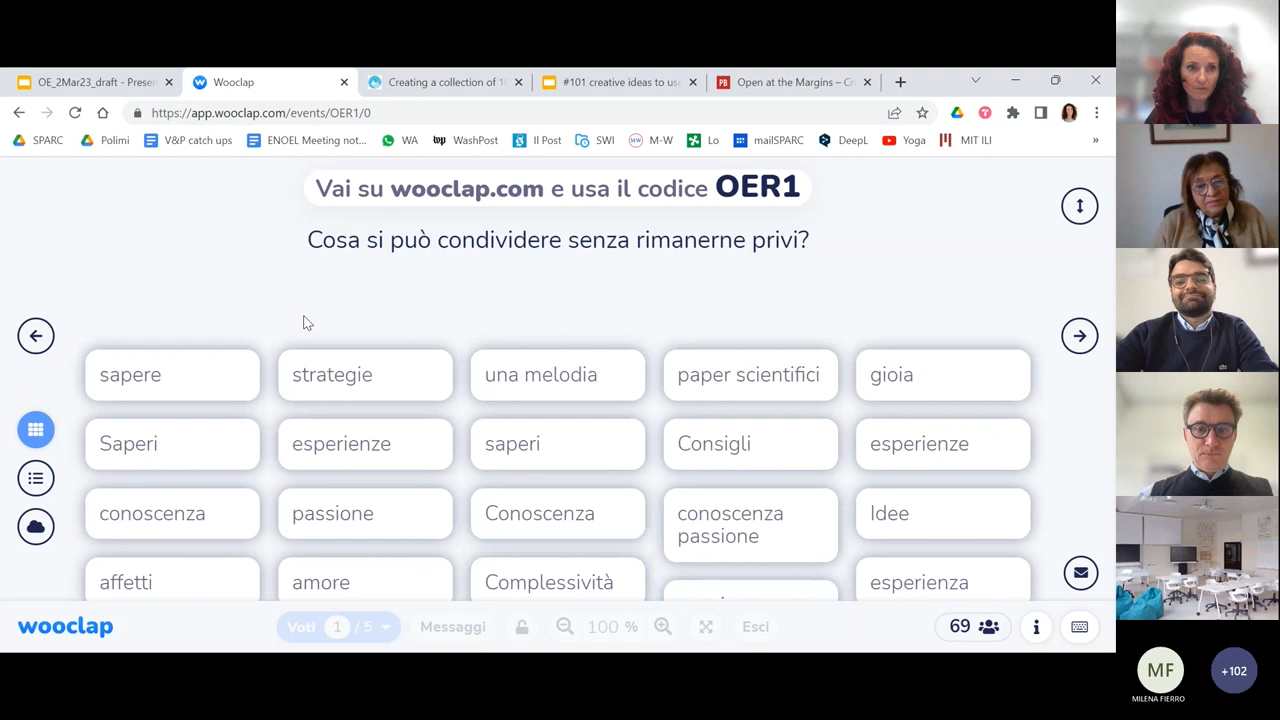 OE_2Mar23_draft - Presen
Wooclap
Creating a collection of 1
#101 creative ideas to use
PB Open at the Margins – Cr
https://app.wooclap.com/events/OER1/0
SPARC Polimi V&P catch ups ENOEL Meeting not... WA WashPost Il Post SWI M-W Lo mailSPARC DeepL Yoga MIT ILI »
Vai su wooclap.com e usa il codice OER1
Cosa si può condividere senza rimanerne privi?
sapere strategie una melodia paper scientifici gioia
Saperi esperienze saperi Consigli esperienze
conoscenza passione Conoscenza conoscenza Idee
passione
affetti amore Complessività esperienza
wooclap Voti 1 / 5 Messaggi 100 % Esci 69
MF +102
MILENA FIERRO